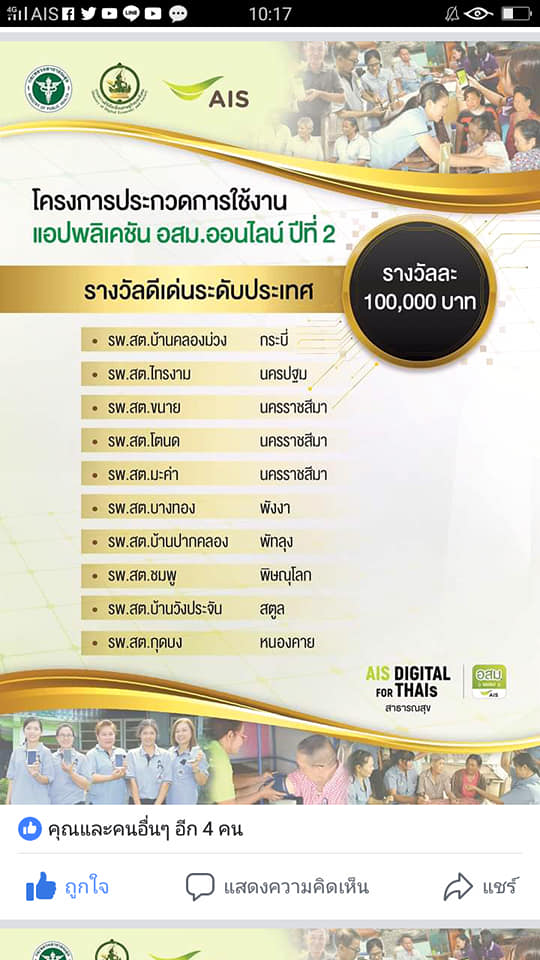 4G AIS 10:17
AIS
โครงการประกวดการใช้งาน
แอปพลิเคชัน อสม.ออนไลน์ ปีที่ 2
รางวัลละ
100,000 บาท
รางวัลดีเด่นระดับประเทศ
• รพ.สต.บ้านคลองม่วง กระบี่
• รพ.สต.ไทรงาม นครปฐม
• รพ.สต.ขนาย นครราชสีมา
• รพ.สต.โตนด นครราชสีมา
• รพ.สต.มะค่า นครราชสีมา
• รพ.สต.บางทอง พังงา
• รพ.สต.บ้านปากคลอง พัทลุง
• รพ.สต.ชมพู พิษณุโลก
• รพ.สต.บ้านวังประจัน สตูล
• รพ.สต.กุดบง หนองคาย
AIS DIGITAL
FOR THAIs
สาธารณสุข
อสม
AIS
คุณและคนอื่นๆ อีก 4 คน
ถูกใจ แสดงความคิดเห็น แชร์
AIS